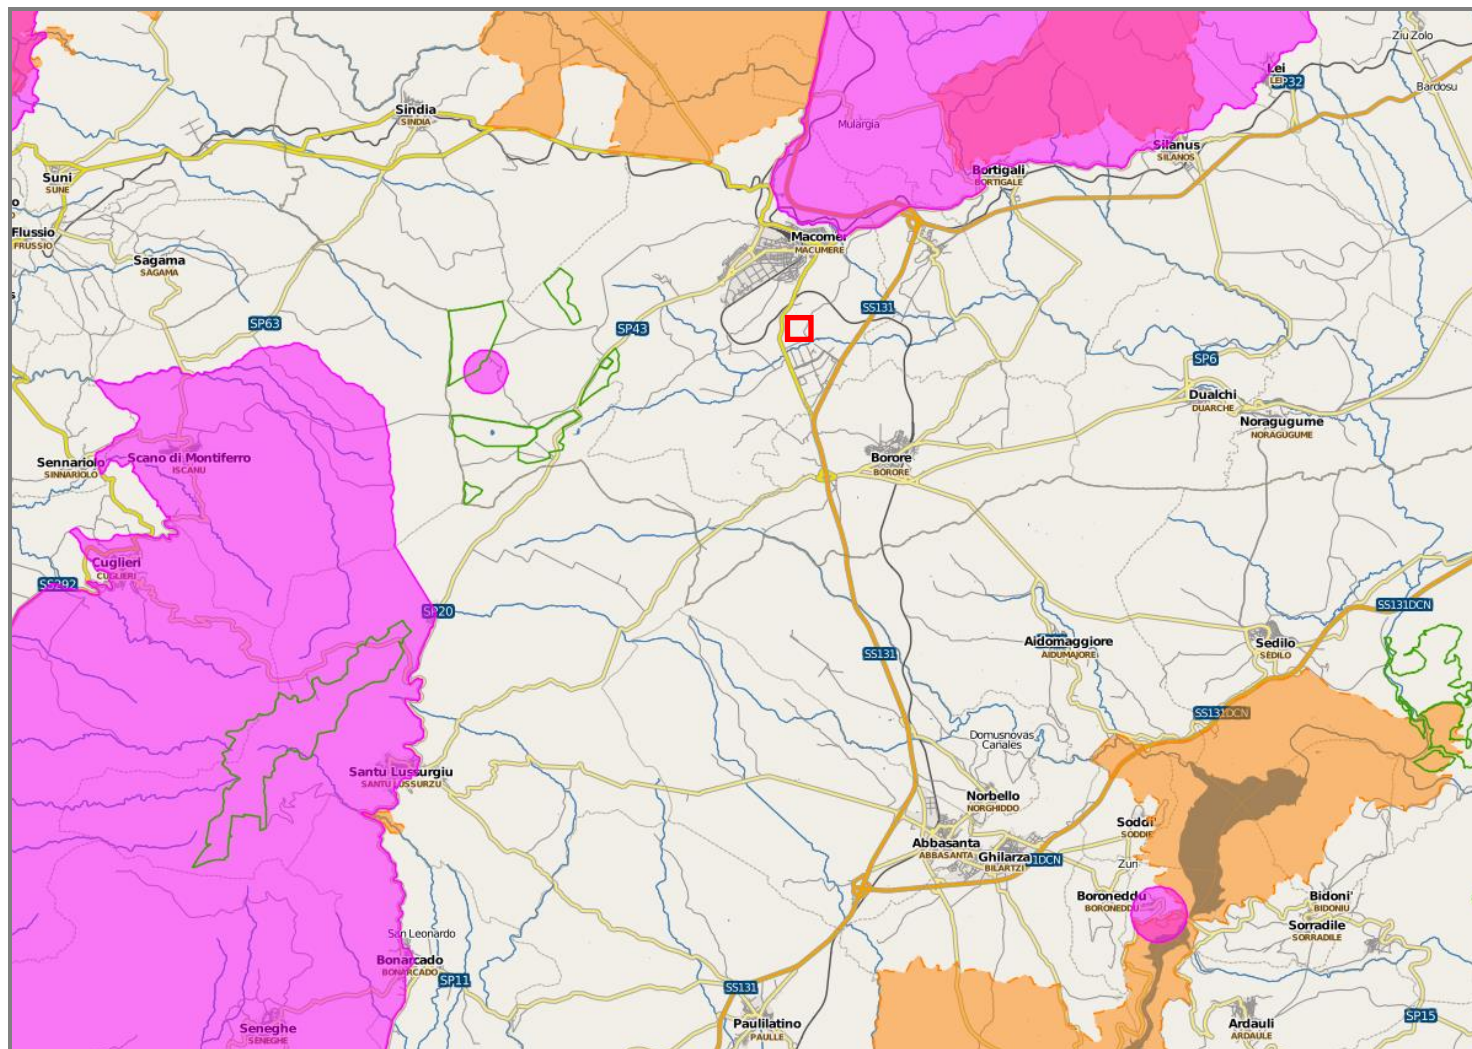 Ziu Zolo
Lei
LEI
SP32
Bardosu
Sindia
SINDIA
Mulargia
Silanus
SILANOS
Suni
SUNE
Bortigali
BORTIGALE
o
Flussio
FRUSSIO
Macomer
MACUMERE
Sagama
SAGAMA
s
SS131
SP63
SP43
SP6
Dualchi
DUARCHE
Noragugume
NORAGUGUME
Sennariolo
SINNARIOLO
Scano di Montiferro
ISCANU
Borore
BORORE
Cuglieri
CUGLIERI
SS292
SP20
SS131DCN
Aidomaggiore
AIDUMAJORE
Sedilo
SEDILO
SS131
SS131DCN
Domusnovas
Canales
Santu Lussurgiu
SANTU LUSSURZU
Norbello
NORGHIDDO
Soddi'
SODDIE
Abbasanta
ABBASANTA
Ghilarza
BILARTZI
1DCN
Zuri
Boroneddu
BORONEDDU
Bidoni'
BIDONIU
Sorradile
SORRADILE
San Leonardo
Bonarcado
BONARCADO
SP11
SS131
Seneghe
SENEGHE
Paulilatino
PAULLE
Ardauli
ARDAULE
SP15